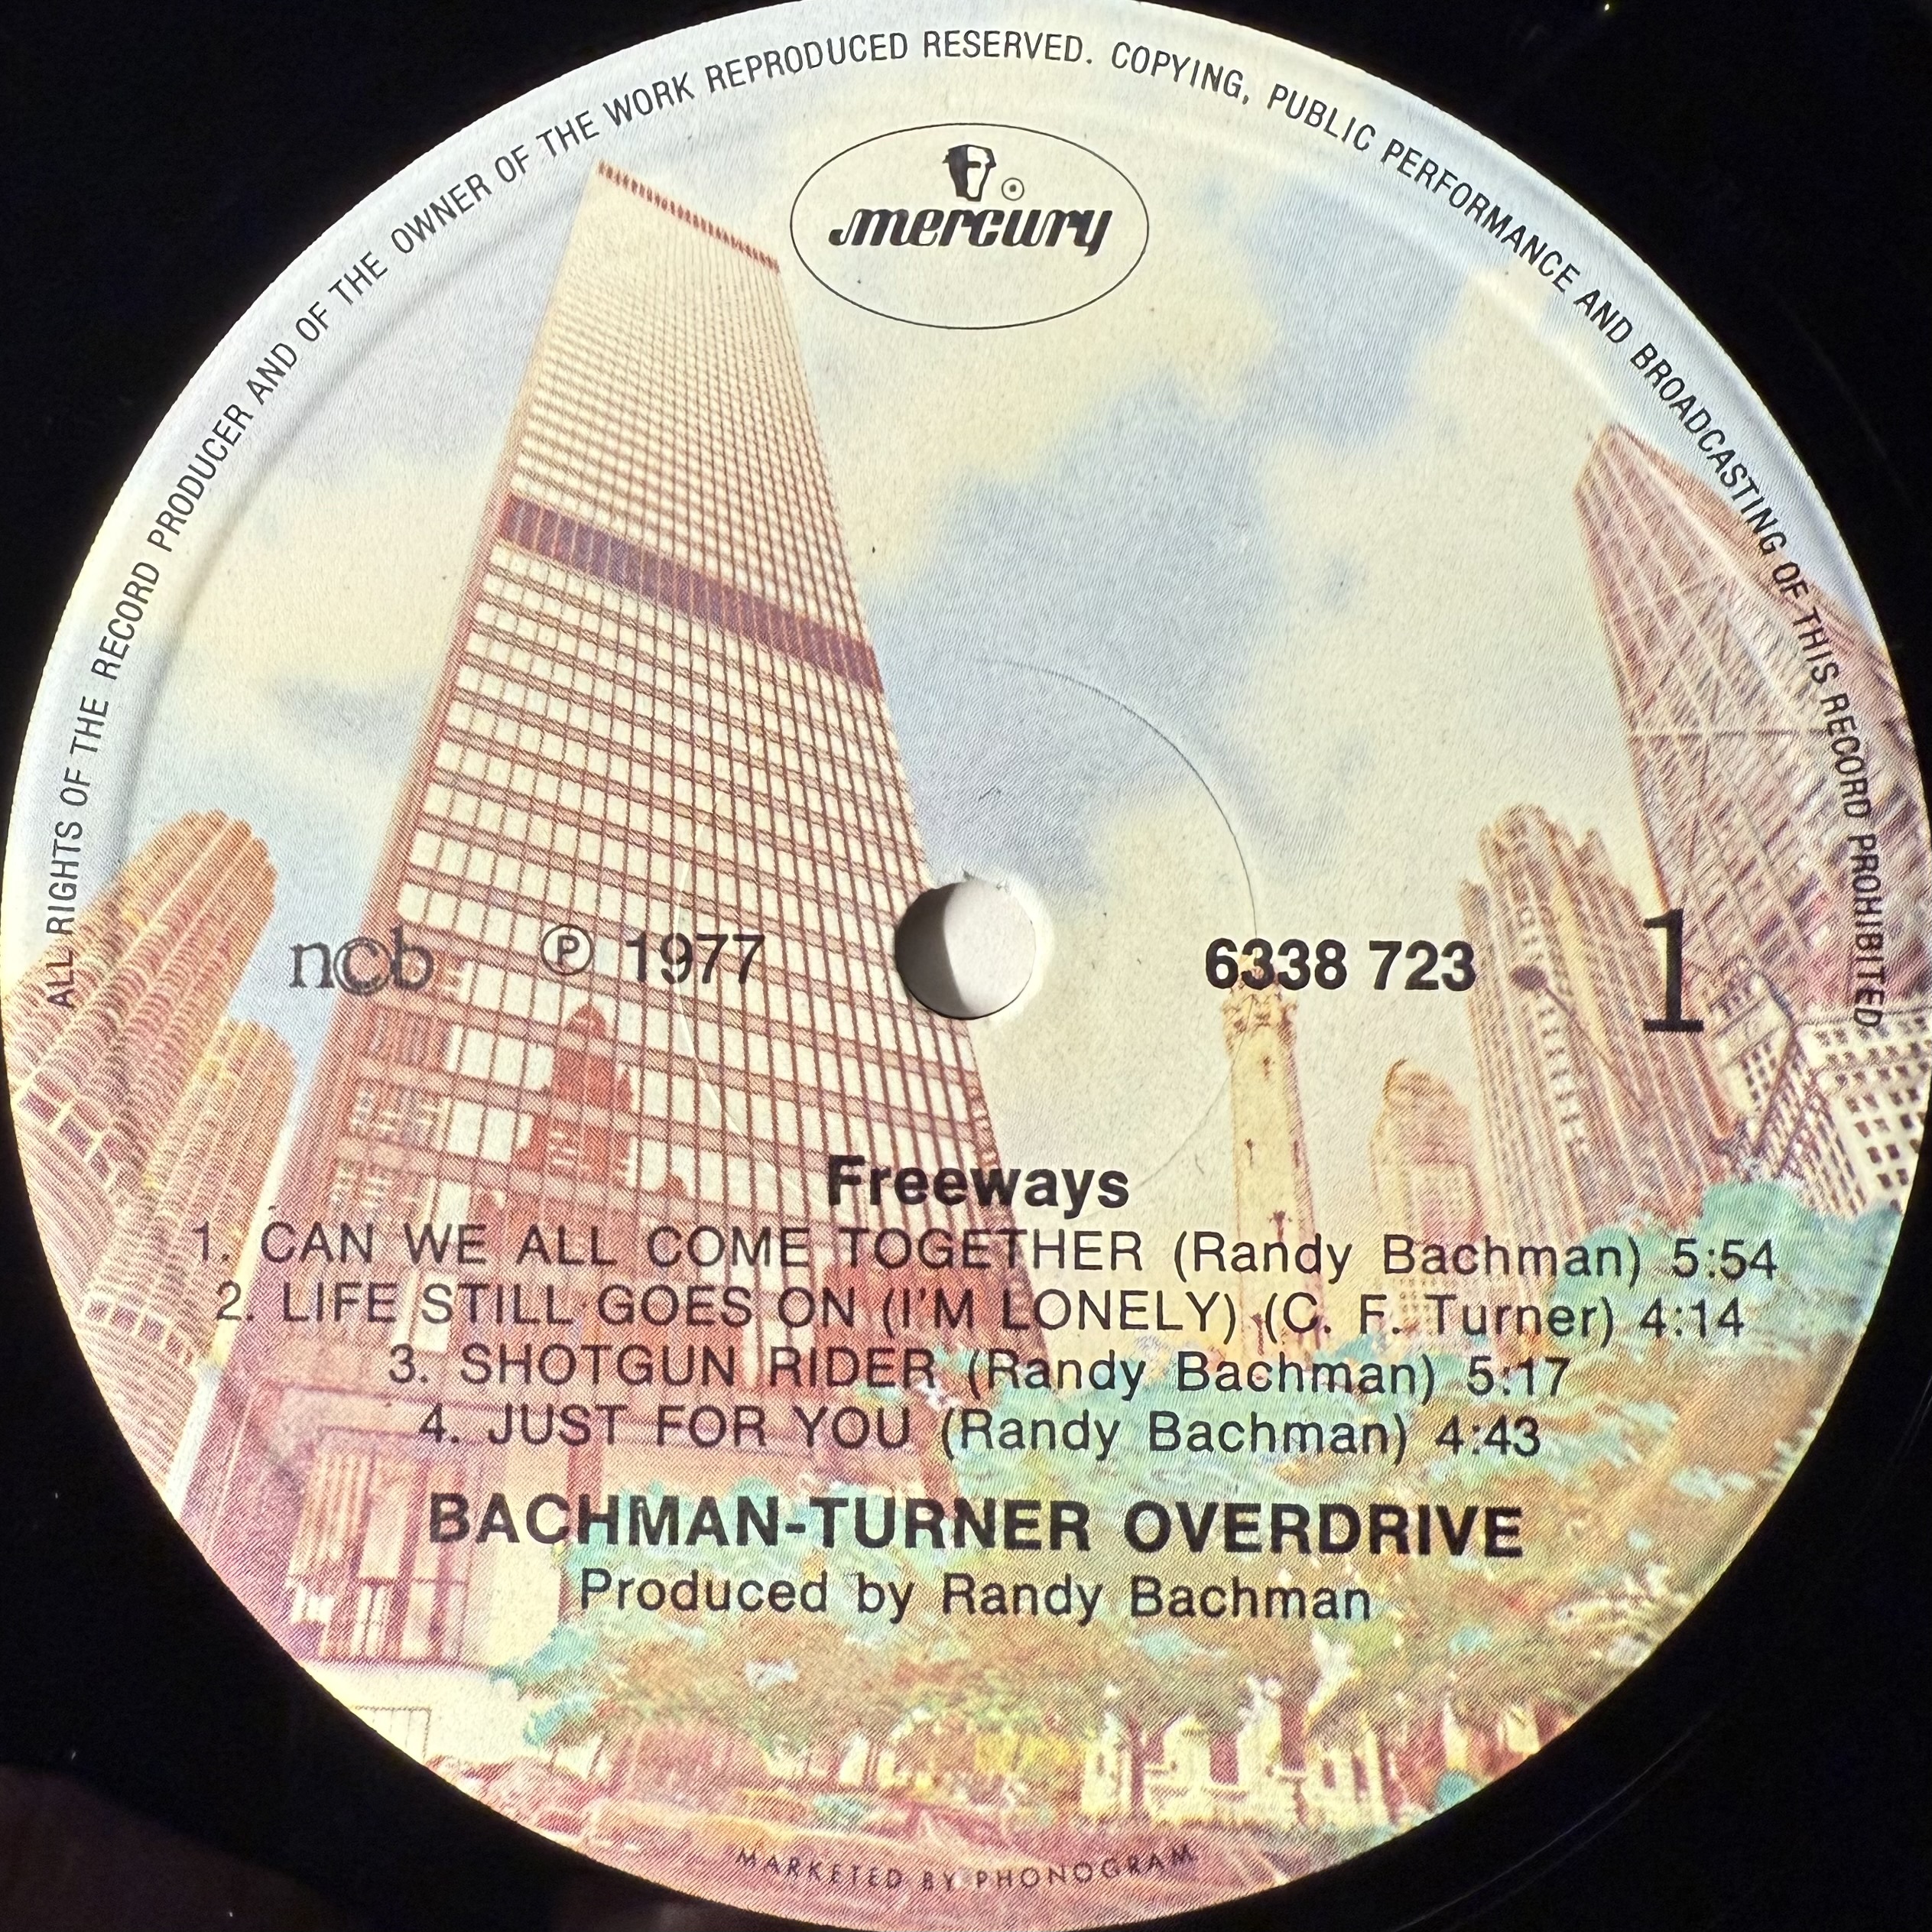 ALL RIGHTS OF THE RECORD PRODUCER AND OF THE OWNER OF THE WORK REPRODUCED RESERVED. COPYING, PUBLIC PERFORMANCE AND BROADCASTING OF THIS RECORD PROHIBITED
mercury
ncb ℗ 1977 6338 723 1
Freeways
1. CAN WE ALL COME TOGETHER (Randy Bachman) 5:54
2. LIFE STILL GOES ON (I'M LONELY) (C. F. Turner) 4:14
3. SHOTGUN RIDER (Randy Bachman) 5:17
4. JUST FOR YOU (Randy Bachman) 4:43
BACHMAN-TURNER OVERDRIVE
Produced by Randy Bachman
MARKETED BY PHONOGRAM